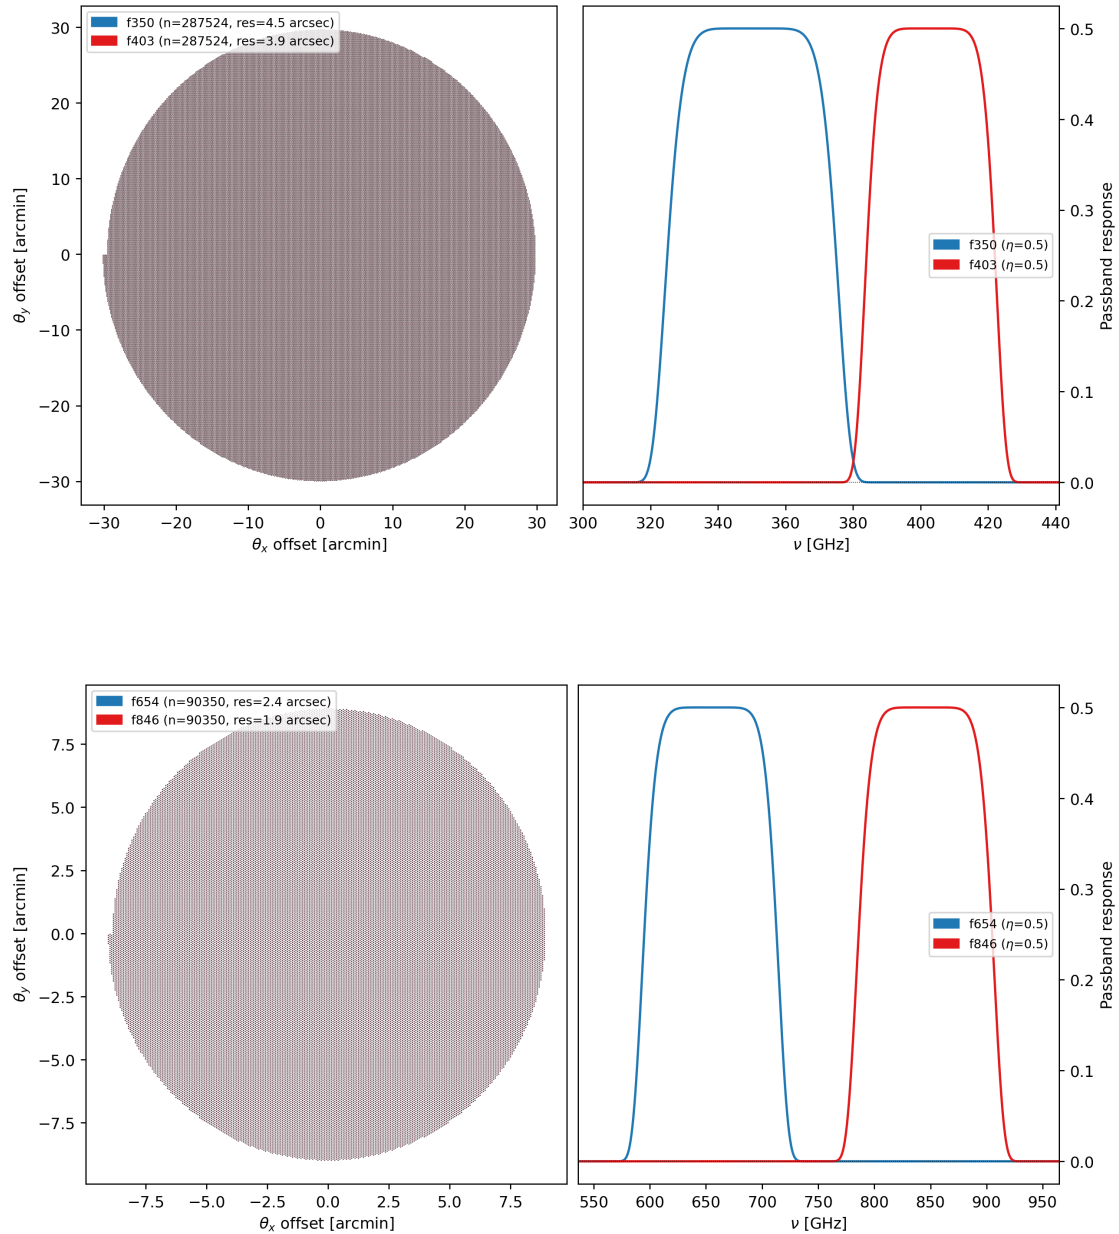 f350 (n=287524, res=4.5 arcsec)
f403 (n=287524, res=3.9 arcsec)
30
20
10
0
−10
−20
−30
θy offset [arcmin]
−30 −20 −10 0 10 20 30
θx offset [arcmin]
f350 (η=0.5)
f403 (η=0.5)
0.5
0.4
0.3
0.2
0.1
0.0
Passband response
300 320 340 360 380 400 420 440
ν [GHz]
f654 (n=90350, res=2.4 arcsec)
f846 (n=90350, res=1.9 arcsec)
7.5
5.0
2.5
0.0
−2.5
−5.0
−7.5
θy offset [arcmin]
−7.5 −5.0 −2.5 0.0 2.5 5.0 7.5
θx offset [arcmin]
f654 (η=0.5)
f846 (η=0.5)
0.5
0.4
0.3
0.2
0.1
0.0
Passband response
550 600 650 700 750 800 850 900 950
ν [GHz]